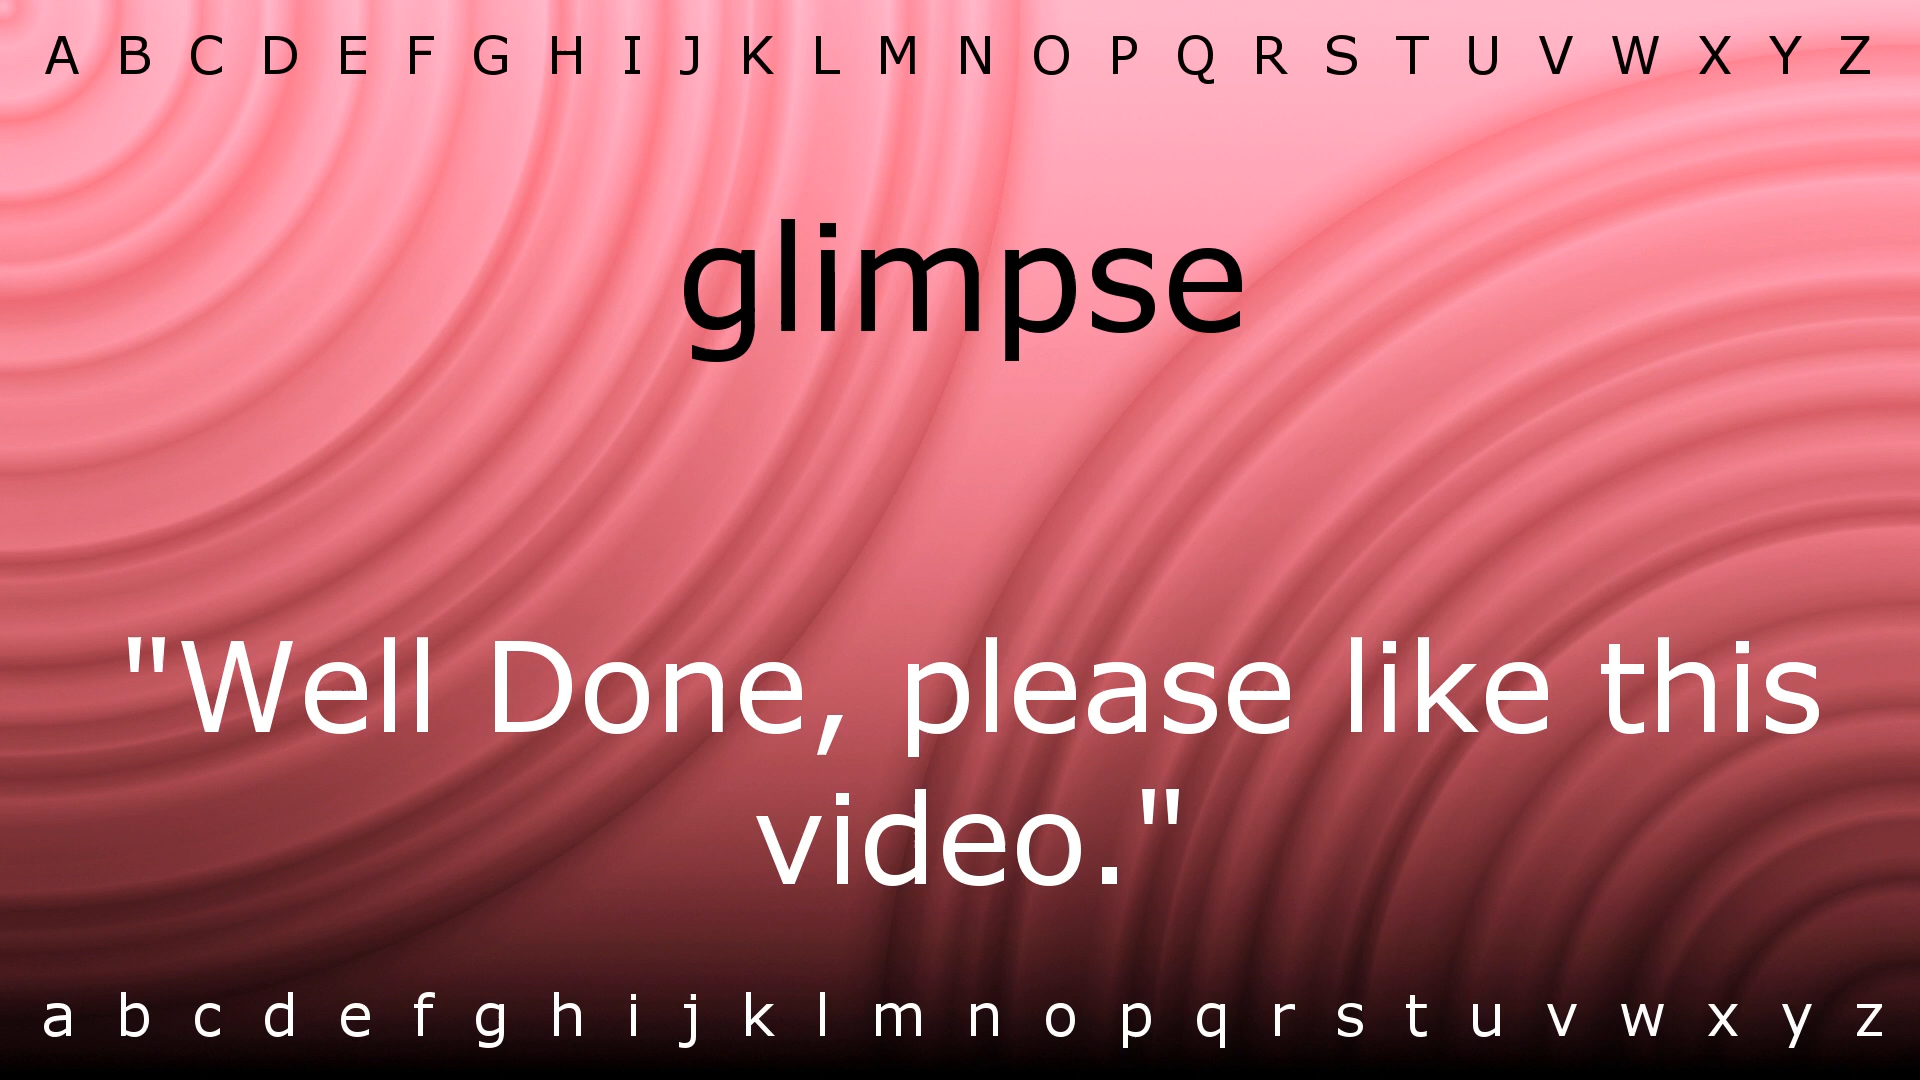 A B C D E F G H I J K L M N O P Q R S T U V W X Y Z
glimpse
"Well Done, please like this
video."
a b c d e f g h i j k l m n o p q r s t u v w x y z